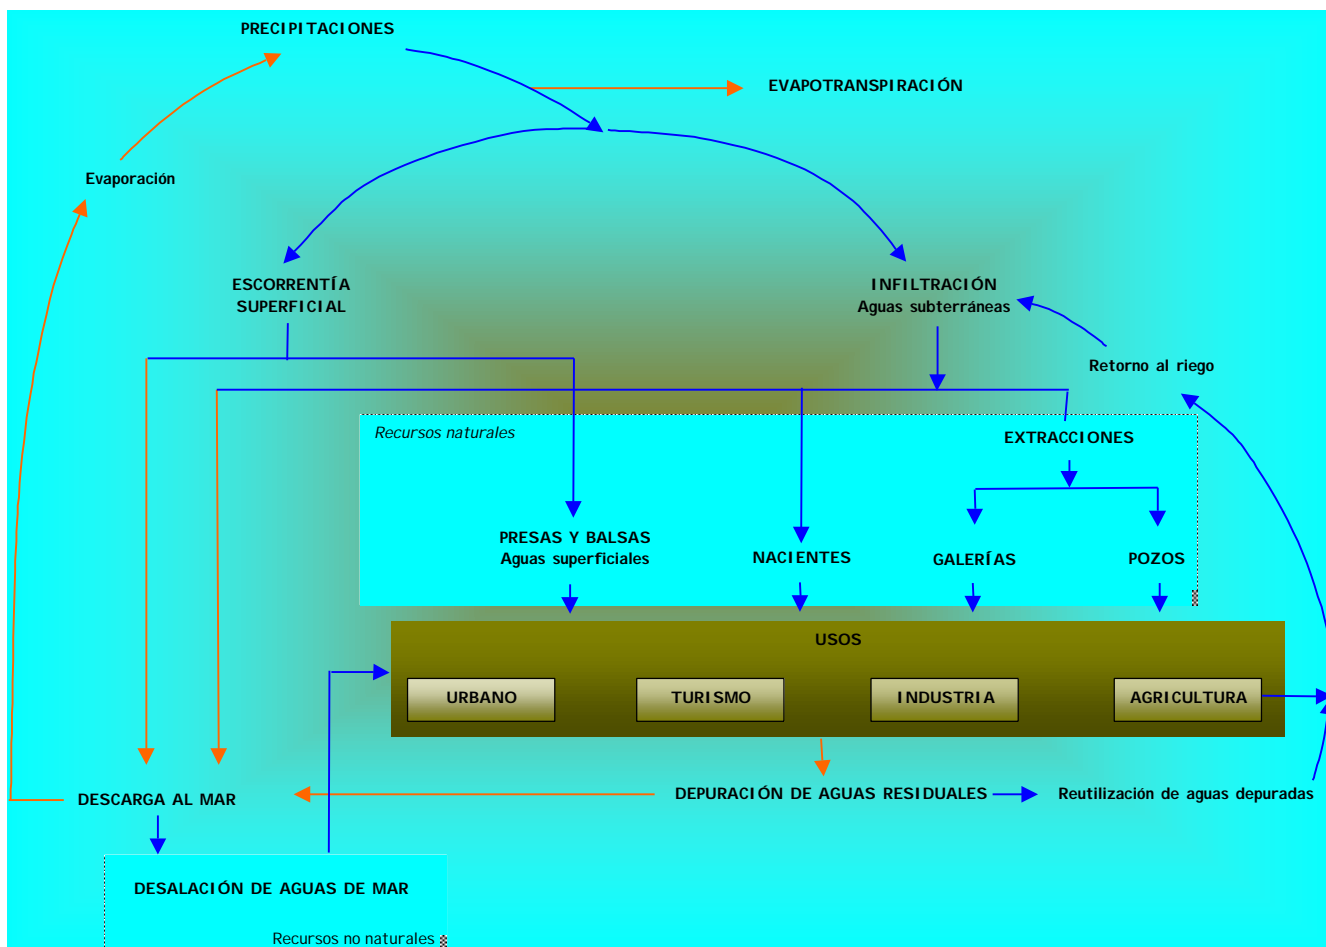 PRECIPITACIONES
EVAPOTRANSPIRACIÓN
Evaporación
ESCORRENTÍA
SUPERFICIAL
INFILTRACIÓN
Aguas subterráneas
Retorno al riego
Recursos naturales
EXTRACCIONES
PRESAS Y BALSAS
Aguas superficiales
NACIENTES
GALERÍAS
POZOS
USOS
URBANO
TURISMO
INDUSTRIA
AGRICULTURA
DESCARGA AL MAR
DEPURACIÓN DE AGUAS RESIDUALES
Reutilización de aguas depuradas
DESALACIÓN DE AGUAS DE MAR
Recursos no naturales